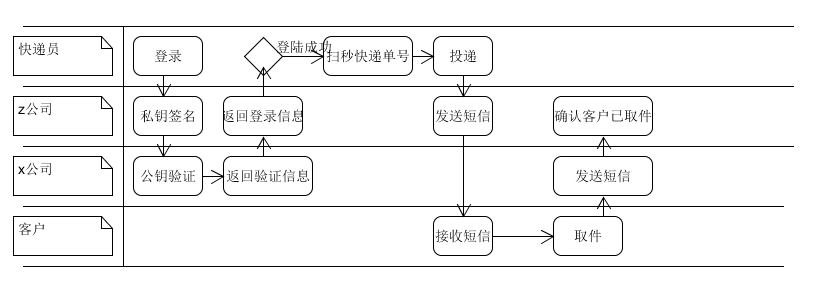 快递员
登录
登陆成功
扫秒快递单号
投递
z公司
私钥签名
返回登录信息
发送短信
确认客户已取件
x公司
公钥验证
返回验证信息
发送短信
客户
接收短信
取件